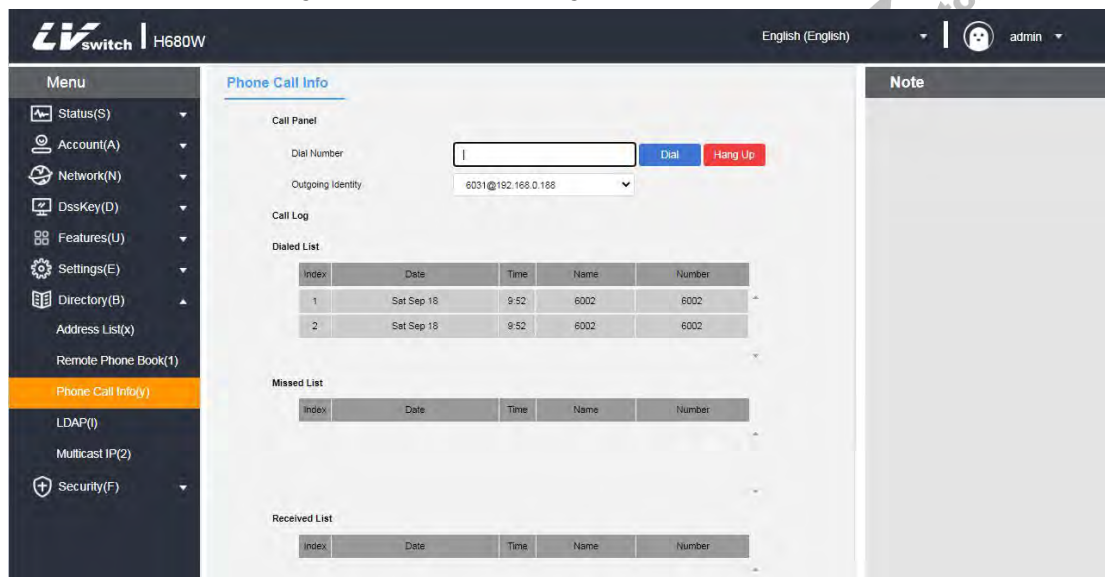 LVswitch H680W English (English) admin
Menu
Status(S)
Account(A)
Network(N)
DssKey(D)
Features(U)
Settings(E)
Directory(B)
Address List(x)
Remote Phone Book(1)
Phone Call Info(y)
LDAP(l)
Multicast IP(2)
Security(F)
Phone Call Info
Call Panel
Dial Number Dial Hang Up
Outgoing Identity 6031@192.168.0.188
Call Log
Dialed List
Index Date Time Name Number
1 Sat Sep 18 9:52 6002 6002
2 Sat Sep 18 9:52 6002 6002
Missed List
Index Date Time Name Number
Received List
Index Date Time Name Number
Note